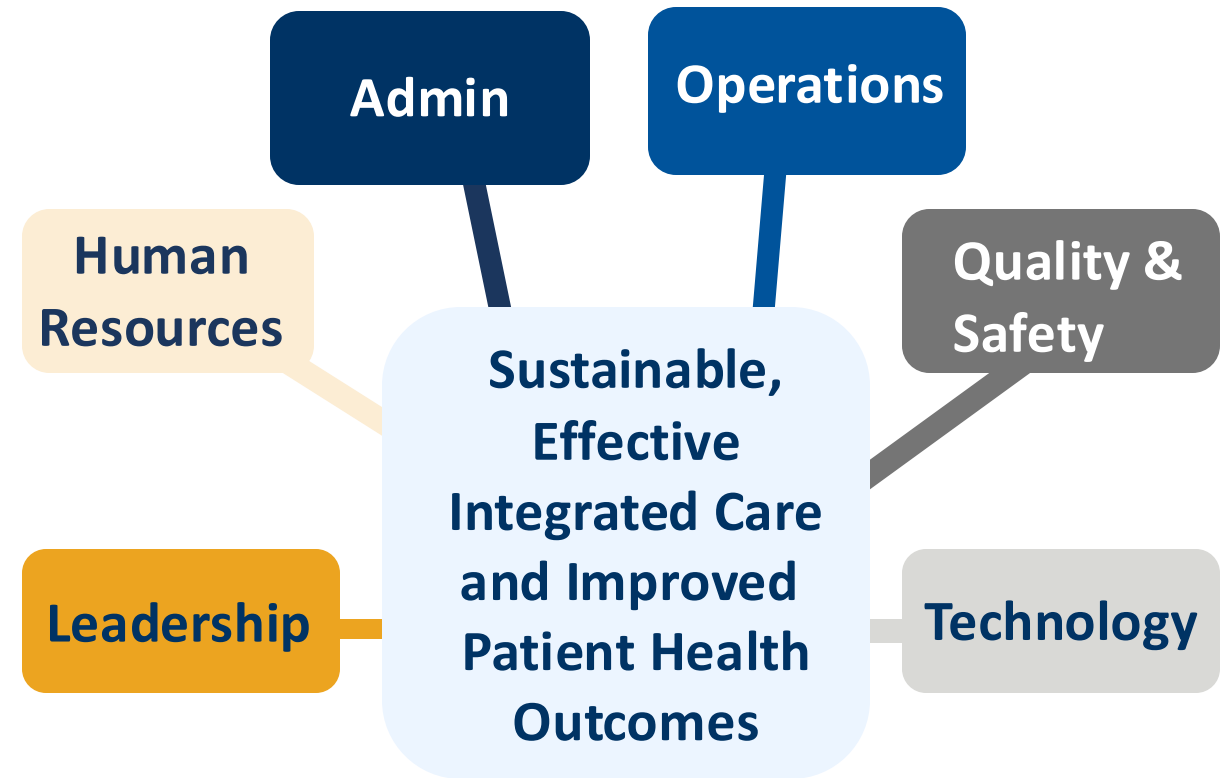 Admin
Operations
Human
Resources
Quality &
Safety
Sustainable,
Effective
Integrated Care
and Improved
Patient Health
Outcomes
Leadership
Technology